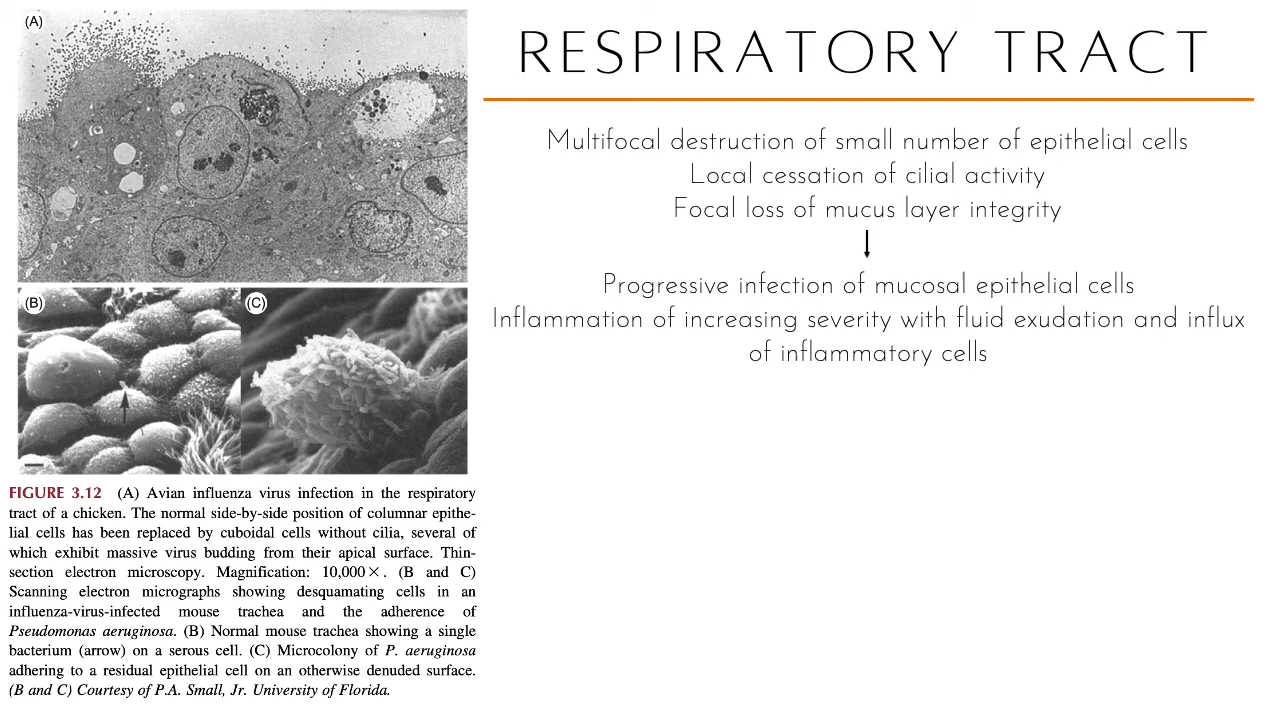 (A)
(B)
(C)
FIGURE 3.12 (A) Avian influenza virus infection in the respiratory
tract of a chicken. The normal side-by-side position of columnar epithe-
lial cells has been replaced by cuboidal cells without cilia, several of
which exhibit massive virus budding from their apical surface. Thin-
section electron microscopy. Magnification: 10,000×. (B and C)
Scanning electron micrographs showing desquamating cells in an
influenza-virus-infected mouse trachea and the adherence of
Pseudomonas aeruginosa. (B) Normal mouse trachea showing a single
bacterium (arrow) on a serous cell. (C) Microcolony of P. aeruginosa
adhering to a residual epithelial cell on an otherwise denuded surface.
(B and C) Courtesy of P.A. Small, Jr. University of Florida.
RESPIRATORY TRACT
Multifocal destruction of small number of epithelial cells
Local cessation of cilial activity
Focal loss of mucus layer integrity
Progressive infection of mucosal epithelial cells
Inflammation of increasing severity with fluid exudation and influx
of inflammatory cells